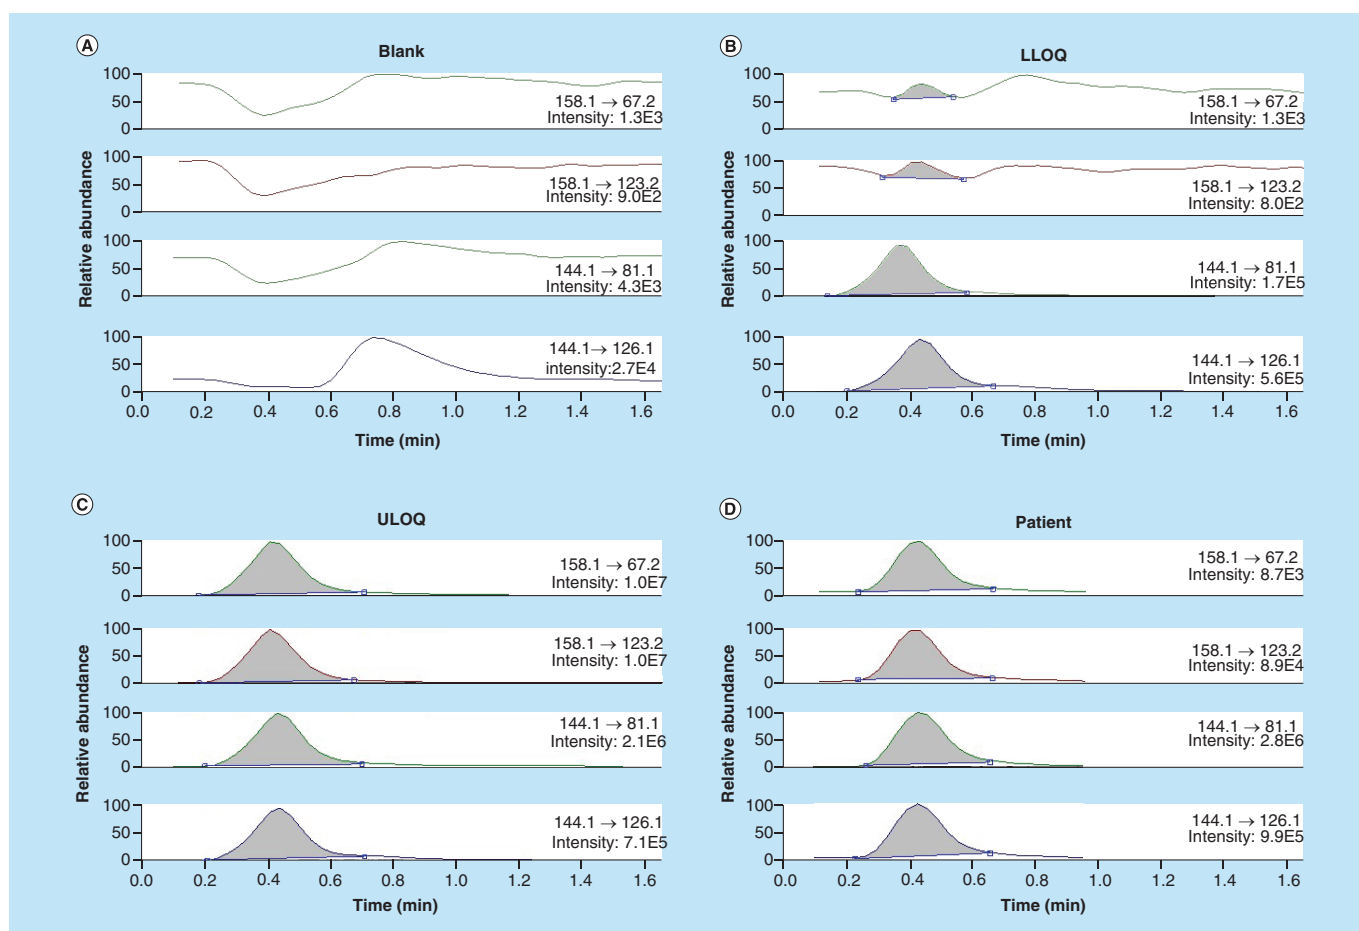 A
Blank
Relative abundance
100
50
0
158.1 → 67.2
Intensity: 1.3E3
100
50
0
158.1 → 123.2
Intensity: 9.0E2
100
50
0
144.1 → 81.1
Intensity: 4.3E3
100
50
0
144.1→ 126.1
intensity:2.7E4
0.0 0.2 0.4 0.6 0.8 1.0 1.2 1.4 1.6
Time (min)
B
LLOQ
Relative abundance
100
50
0
158.1 → 67.2
Intensity: 1.3E3
100
50
0
158.1 → 123.2
Intensity: 8.0E2
100
50
0
144.1 → 81.1
Intensity: 1.7E5
100
50
0
144.1 → 126.1
Intensity: 5.6E5
0.0 0.2 0.4 0.6 0.8 1.0 1.2 1.4 1.6
Time (min)
C
ULOQ
Relative abundance
100
50
0
158.1 → 67.2
Intensity: 1.0E7
100
50
0
158.1 → 123.2
Intensity: 1.0E7
100
50
0
144.1 → 81.1
Intensity: 2.1E6
100
50
0
144.1 → 126.1
Intensity: 7.1E5
0.0 0.2 0.4 0.6 0.8 1.0 1.2 1.4 1.6
Time (min)
D
Patient
Relative abundance
100
50
0
158.1 → 67.2
Intensity: 8.7E3
100
50
0
158.1 → 123.2
Intensity: 8.9E4
100
50
0
144.1 → 81.1
Intensity: 2.8E6
100
50
0
144.1 → 126.1
Intensity: 9.9E5
0.0 0.2 0.4 0.6 0.8 1.0 1.2 1.4 1.6
Time (min)